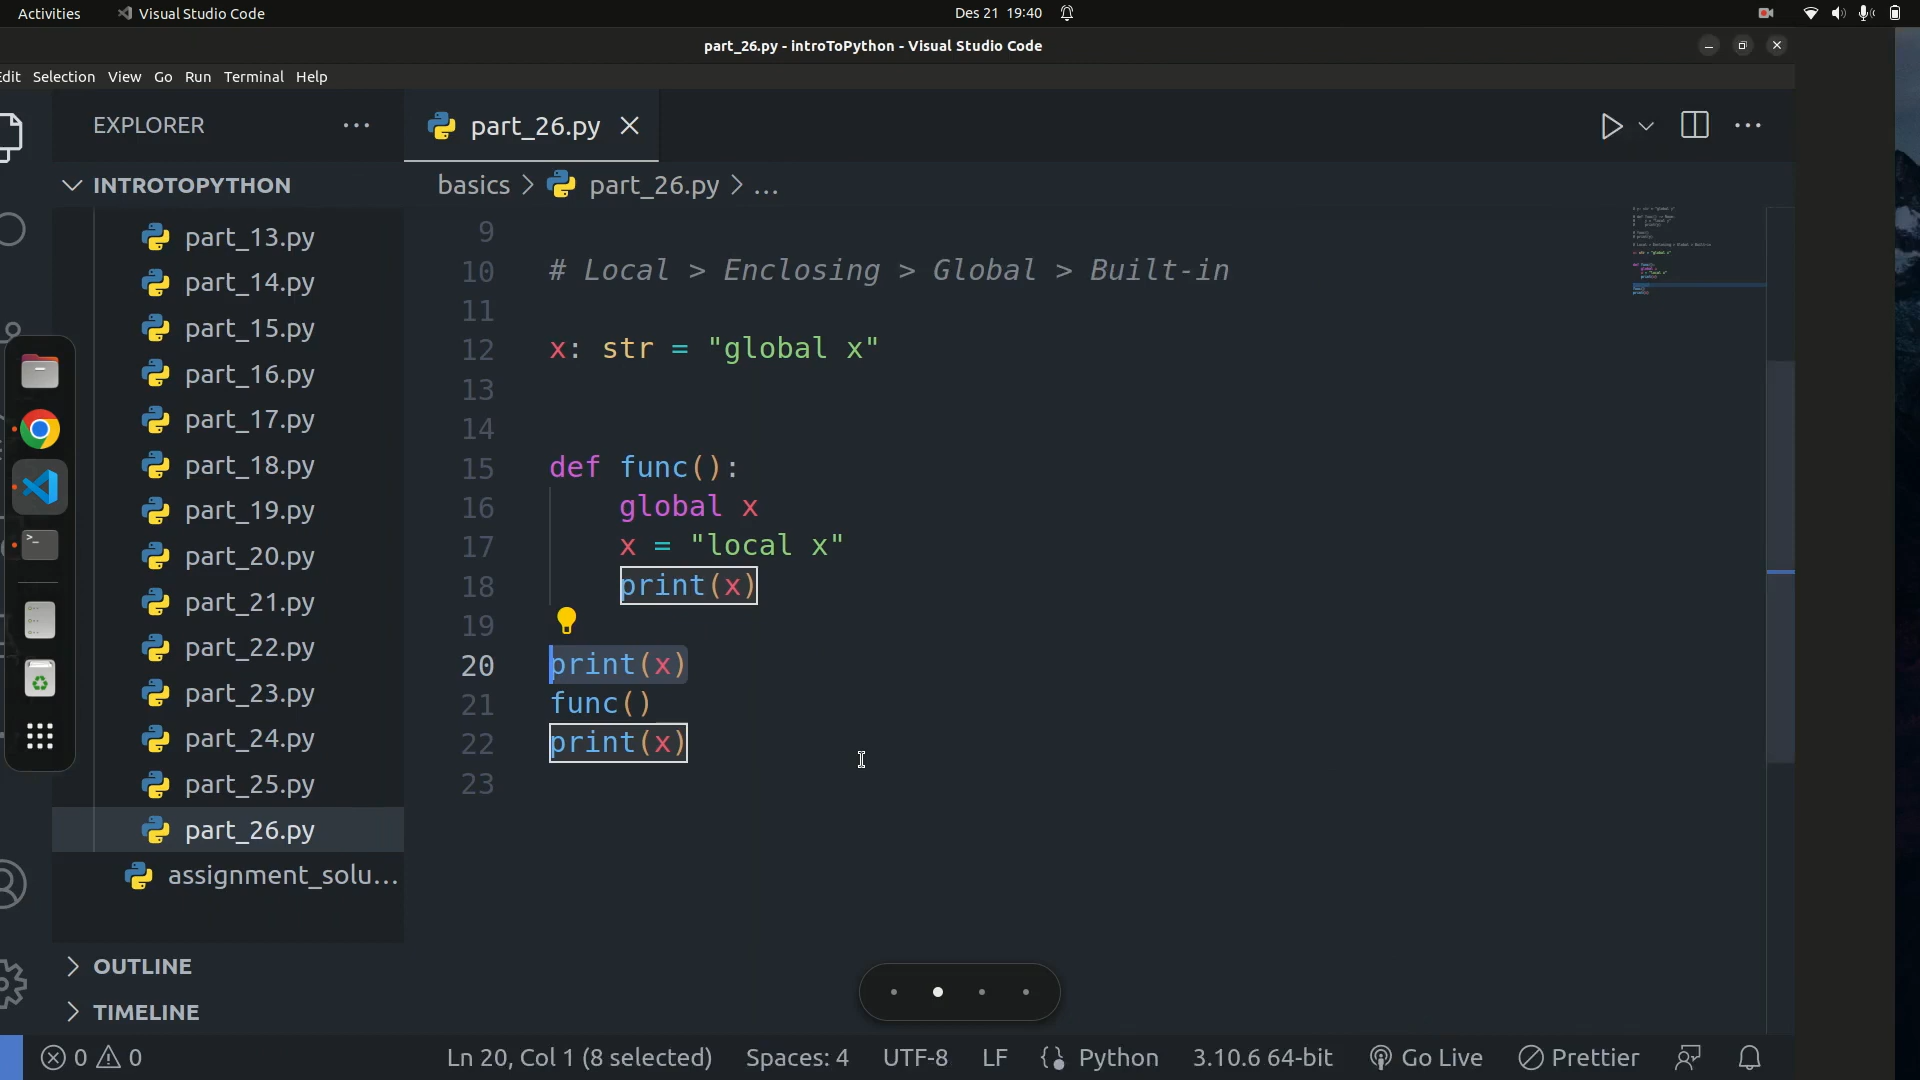 Activities
Visual Studio Code
Des 21 19:40
part_26.py - introToPython - Visual Studio Code
dit Selection View Go Run Terminal Help
EXPLORER
part_26.py
INTROTOPYTHON
basics > part_26.py > ...
part_13.py
part_14.py
part_15.py
part_16.py
part_17.py
part_18.py
part_19.py
part_20.py
part_21.py
part_22.py
part_23.py
part_24.py
part_25.py
part_26.py
assignment_solu...
OUTLINE
TIMELINE
9
10 # Local > Enclosing > Global > Built-in
11
12 x: str = "global x"
13
14
15 def func():
16     global x
17     x = "local x"
18     print(x)
19
20 print(x)
21 func()
22 print(x)
23
0 0
Ln 20, Col 1 (8 selected) Spaces: 4 UTF-8 LF Python 3.10.6 64-bit Go Live Prettier